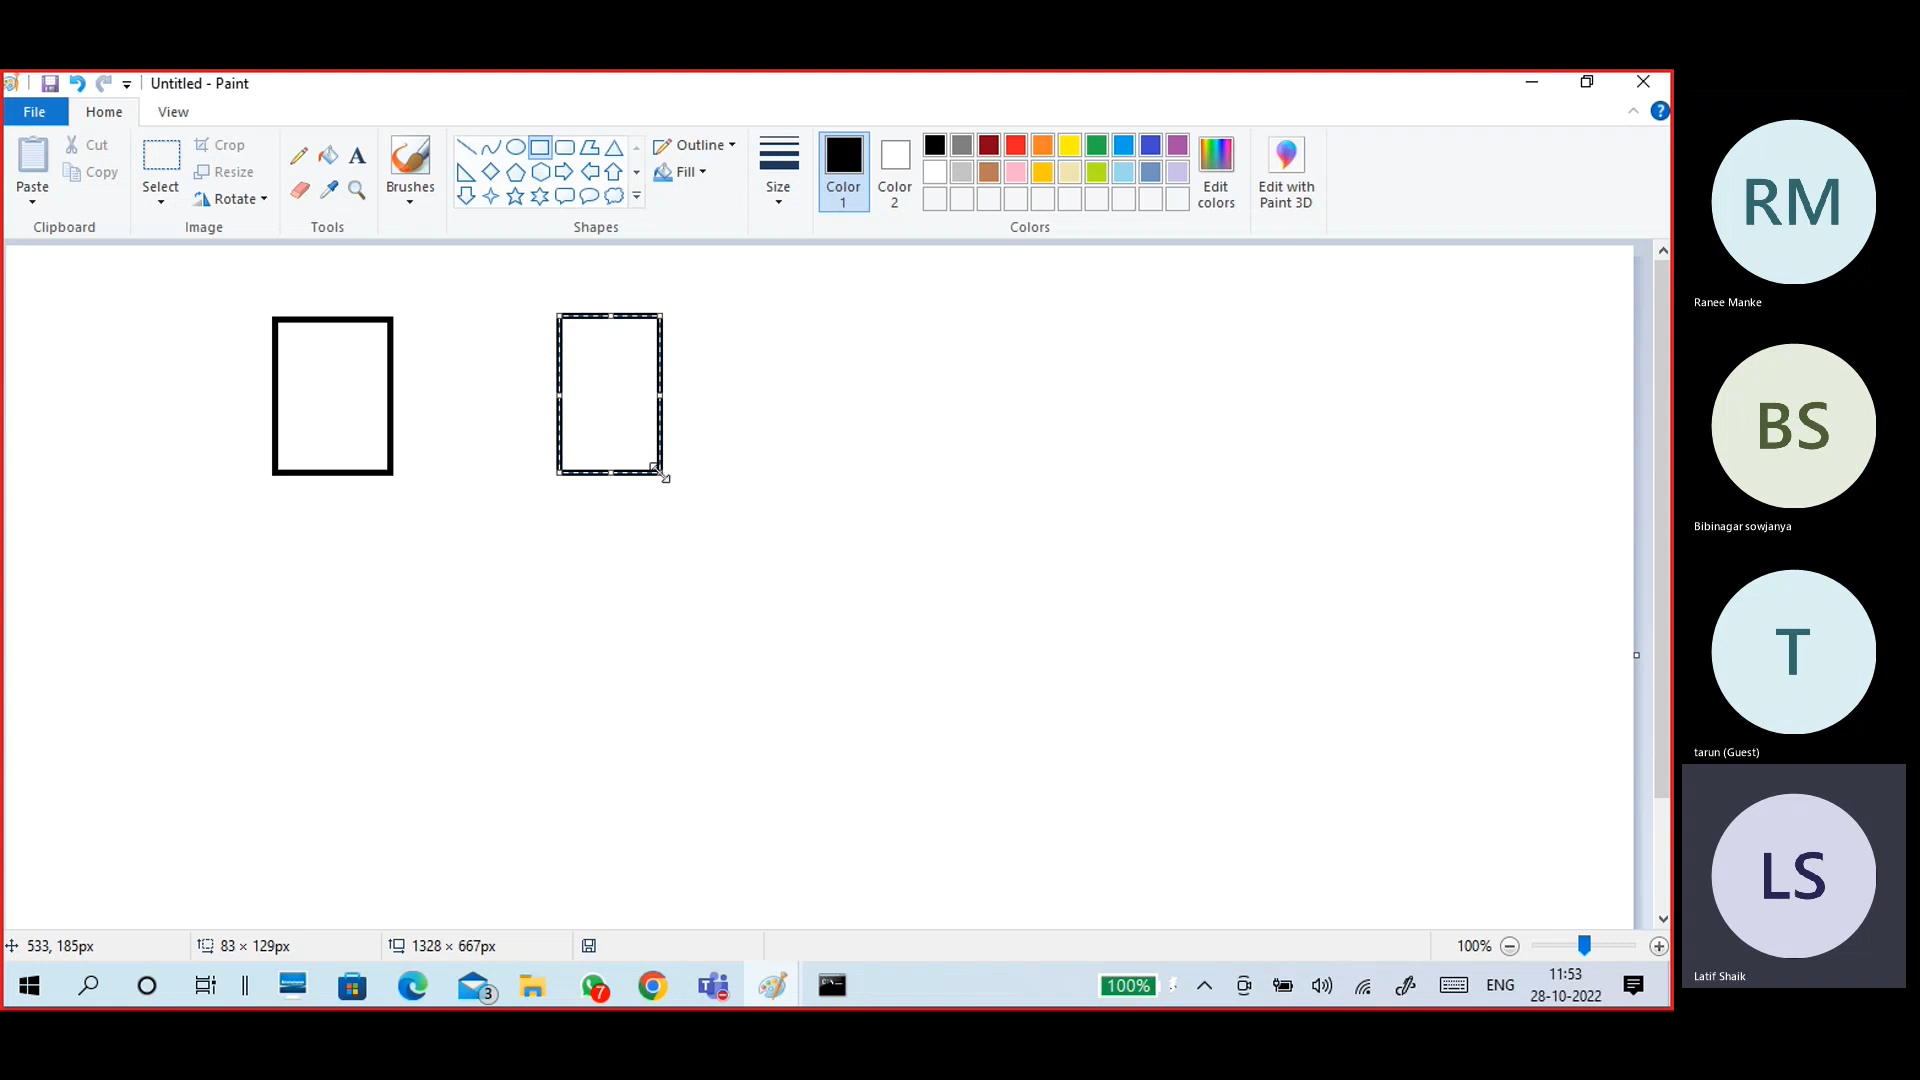 Untitled - Paint
File Home View
Paste
Cut
Copy
Clipboard
Select
Crop
Resize
Rotate
Image
A
Tools
Brushes
Outline
Fill
Shapes
Size
Color 1
Color 2
Edit colors
Edit with Paint 3D
Colors
?
RM
Ranee Manke
BS
Bibinagar sowjanya
T
tarun (Guest)
LS
Latif Shaik
533, 185px 83 × 129px 1328 × 667px 100%
3 7 100% ENG 11:53
28-10-2022